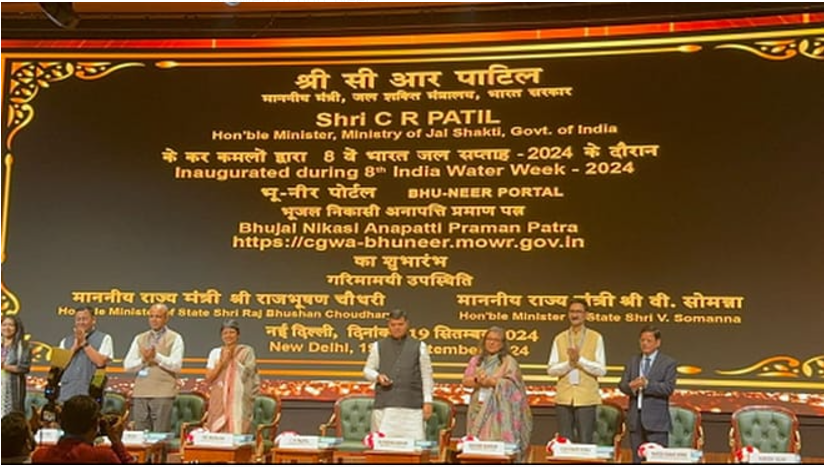 श्री सी आर पाटिल
माननीय मंत्री, जल शक्ति मंत्रालय, भारत सरकार
Shri C R PATIL
Hon'ble Minister, Ministry of Jal Shakti, Govt. of India
के कर कमलों द्वारा 8 वें भारत जल सप्ताह - 2024 के दौरान
Inaugurated during 8th India Water Week - 2024
भू-नीर पोर्टल BHU-NEER PORTAL
भूजल निकासी अनापत्ति प्रमाण पत्र
Bhujal Nikasi Anapatti Praman Patra
https://cgwa-bhuneer.mowr.gov.in
का शुभारंभ
गरिमामयी उपस्थिति
माननीय राज्य मंत्री श्री राजभूषण चौधरी माननीय राज्य मंत्री श्री वी. सोमन्ना
Hon'ble Minister of State Shri Raj Bhushan Choudhary Hon'ble Minister of State Shri V. Somanna
नई दिल्ली, दिनांक 19 सितम्बर 2024
New Delhi, 19 September 2024